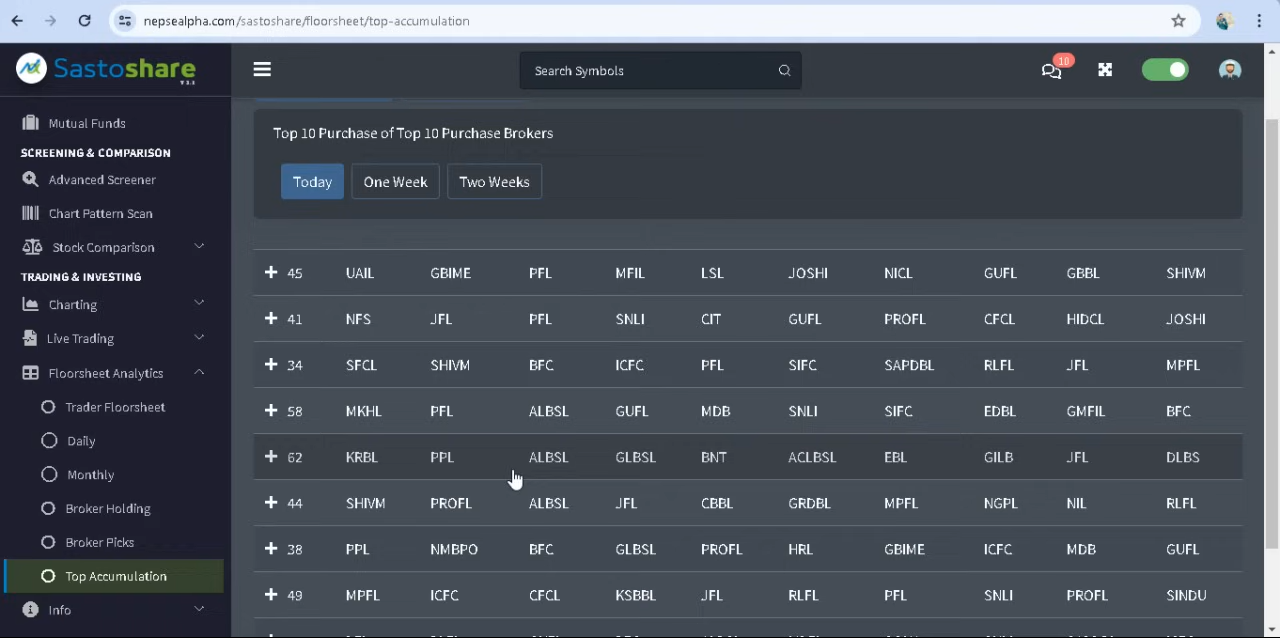 nepsealpha.com/sastoshare/floorsheet/top-accumulation
Sastoshare
Search Symbols
18
Mutual Funds
SCREENING & COMPARISON
Advanced Screener
Chart Pattern Scan
Stock Comparison
TRADING & INVESTING
Charting
Live Trading
Floorsheet Analytics
Trader Floorsheet
Daily
Monthly
Broker Holding
Broker Picks
Top Accumulation
Info
Top 10 Purchase of Top 10 Purchase Brokers
Today One Week Two Weeks
45 UAIL GBIME PFL MFIL LSL JOSHI NICL GUFL GBBL SHIVM
41 NFS JFL PFL SNLI CIT GUFL PROFL CFCL HIDCL JOSHI
34 SFCL SHIVM BFC ICFC PFL SIFC SAPDBL RLFL JFL MPFL
58 MKHL PFL ALBSL GUFL MDB SNLI SIFC EDBL GMFIL BFC
62 KRBL PPL ALBSL GLBSL BNT ACLBSL EBL GILB JFL DLBS
44 SHIVM PROFL ALBSL JFL CBBL GRDBL MPFL NGPL NIL RLFL
38 PPL NMBPO BFC GLBSL PROFL HRL GBIME ICFC MDB GUFL
49 MPFL ICFC CFCL KSBBL JFL RLFL PFL SNLI PROFL SINDU